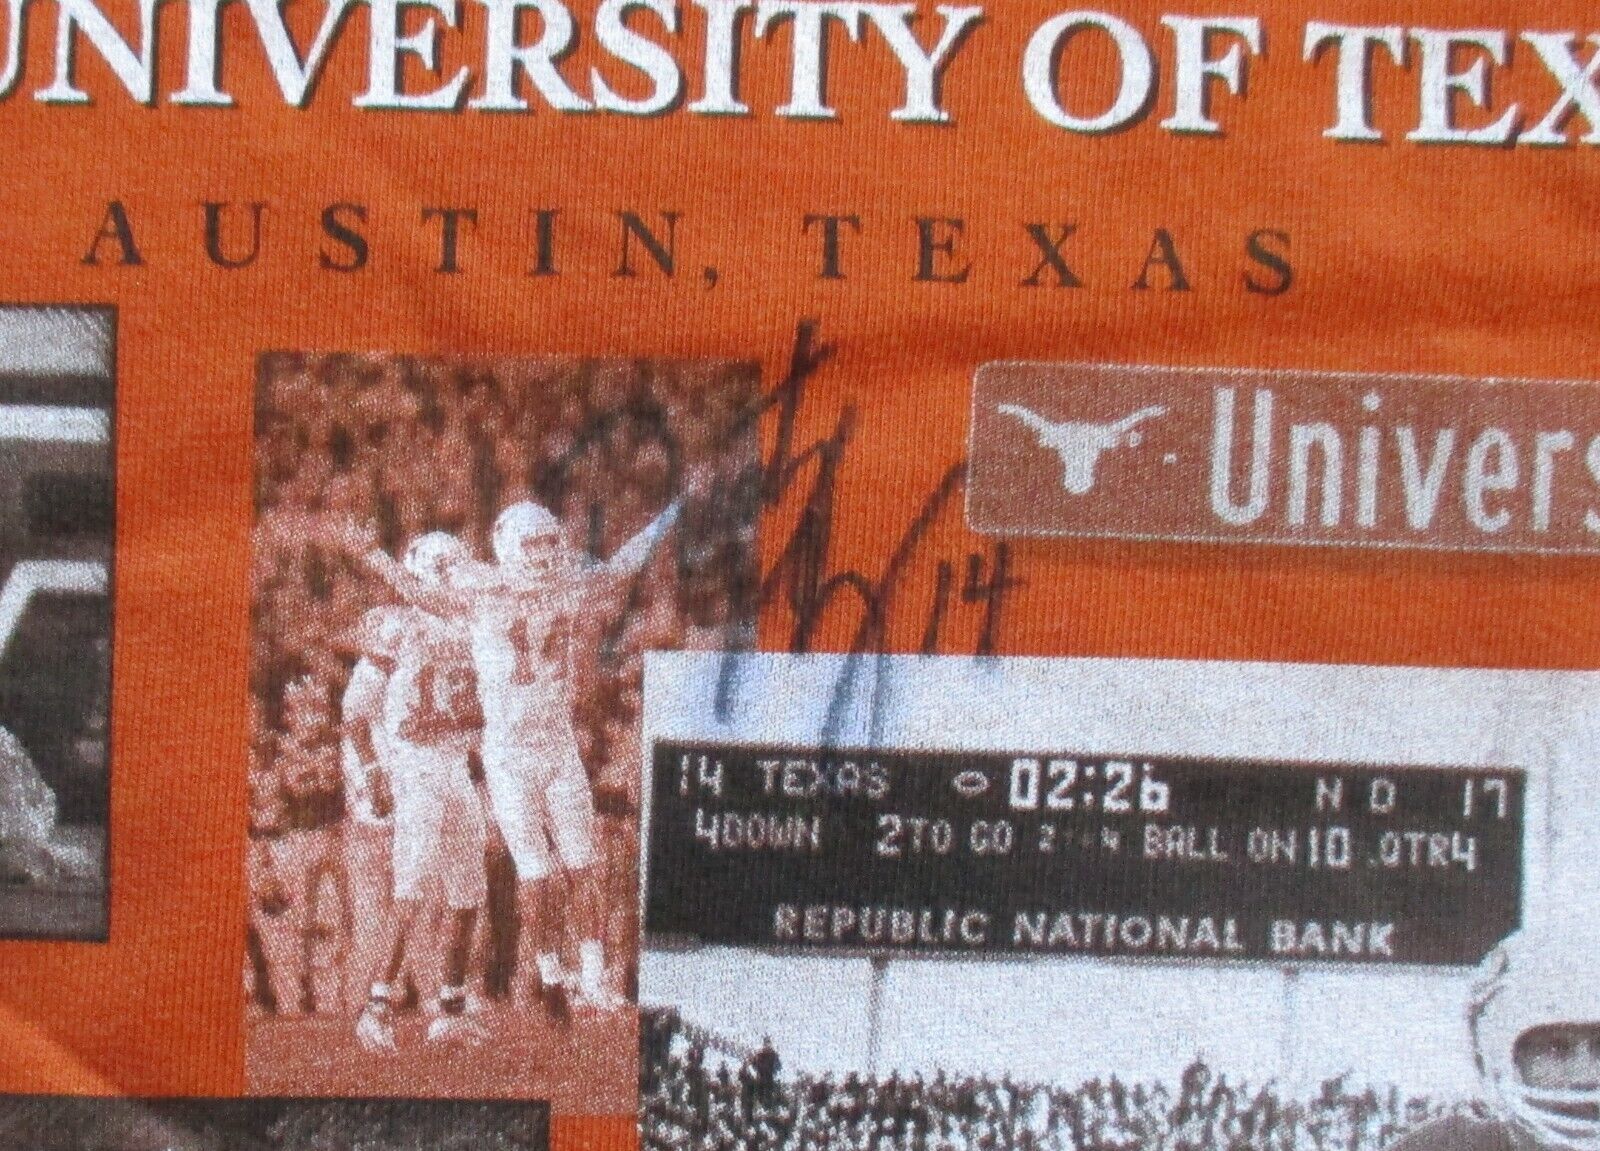 UNIVERSITY OF TEX
AUSTIN, TEXAS
Univers
14
14 TEXAS 02:26 N D 17
4DOWN 2TO GO BALL ON 10 QTR4
REPUBLIC NATIONAL BANK